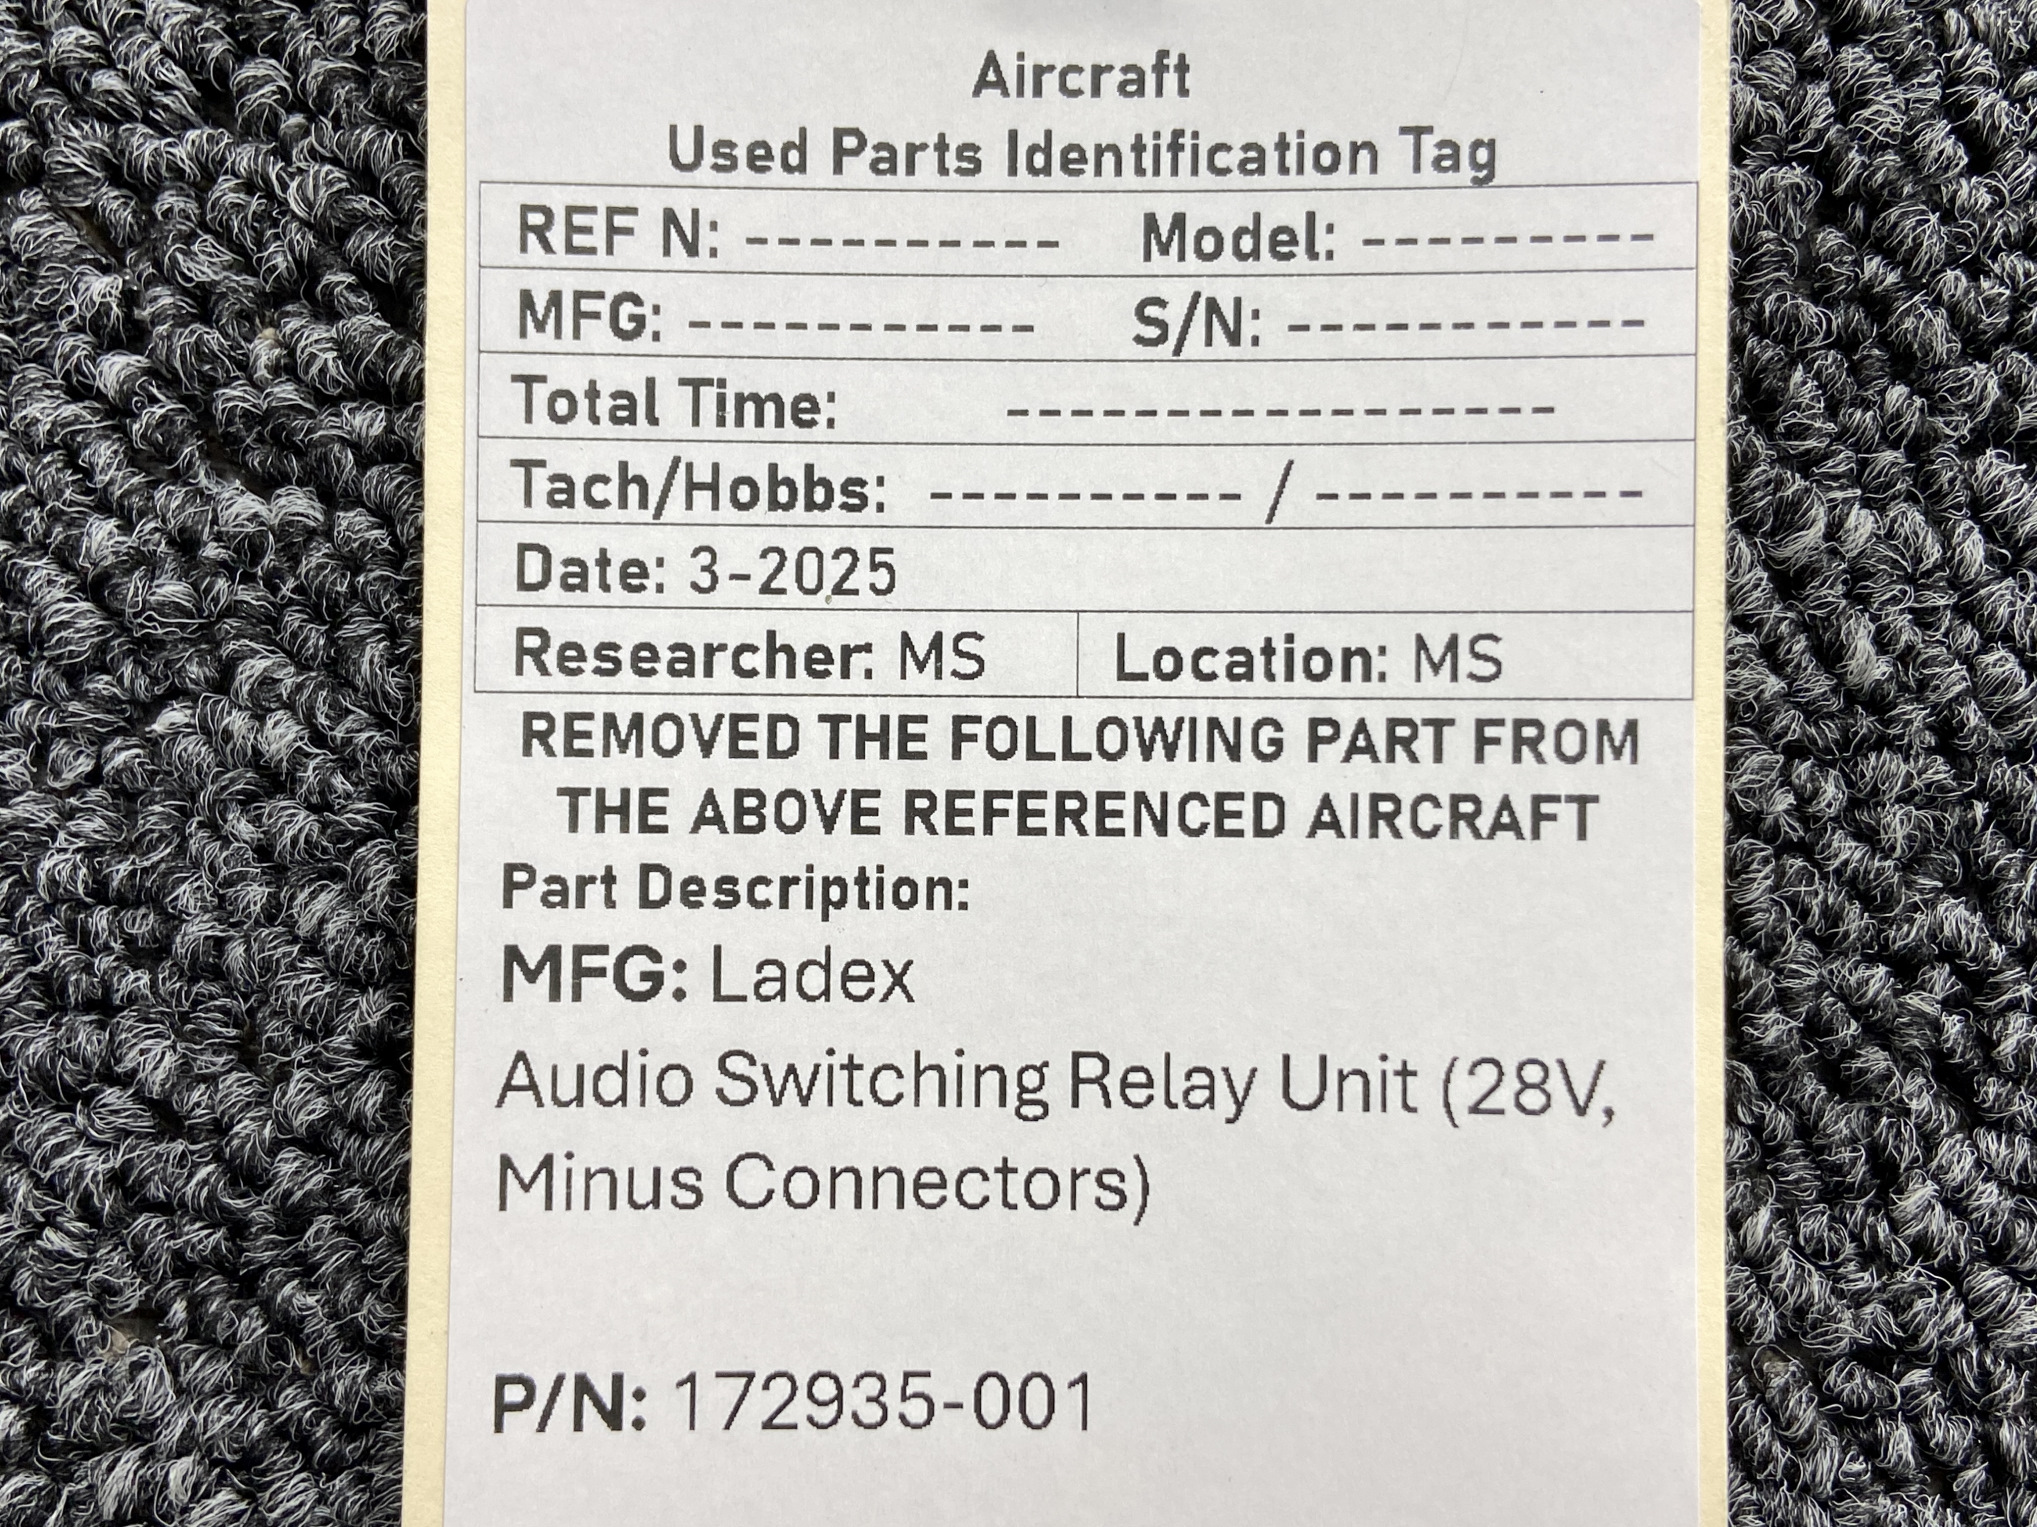 Aircraft
Used Parts Identification Tag
REF N: ---------- Model: ---------
MFG: ----------- S/N: -----------
Total Time: -----------------
Tach/Hobbs: ---------- / ----------
Date: 3-2025
Researcher: MS Location: MS
REMOVED THE FOLLOWING PART FROM
THE ABOVE REFERENCED AIRCRAFT
Part Description:
MFG: Ladex
Audio Switching Relay Unit (28V,
Minus Connectors)
P/N: 172935-001